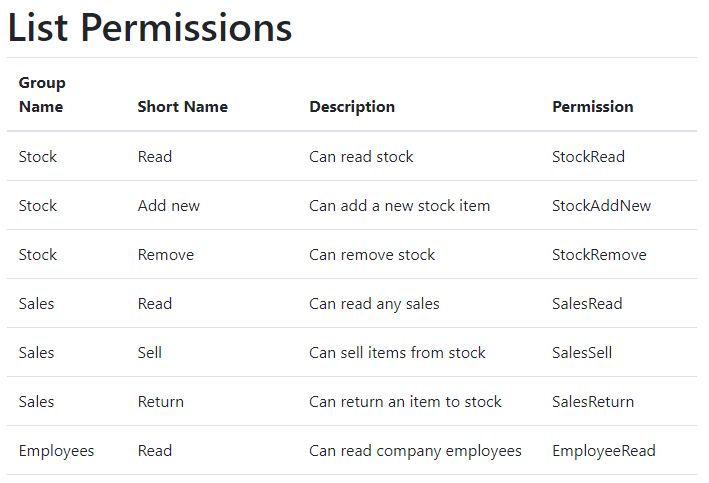 List Permissions
Group
Name Short Name Description Permission
Stock Read Can read stock StockRead
Stock Add new Can add a new stock item StockAddNew
Stock Remove Can remove stock StockRemove
Sales Read Can read any sales SalesRead
Sales Sell Can sell items from stock SalesSell
Sales Return Can return an item to stock SalesReturn
Employees Read Can read company employees EmployeeRead